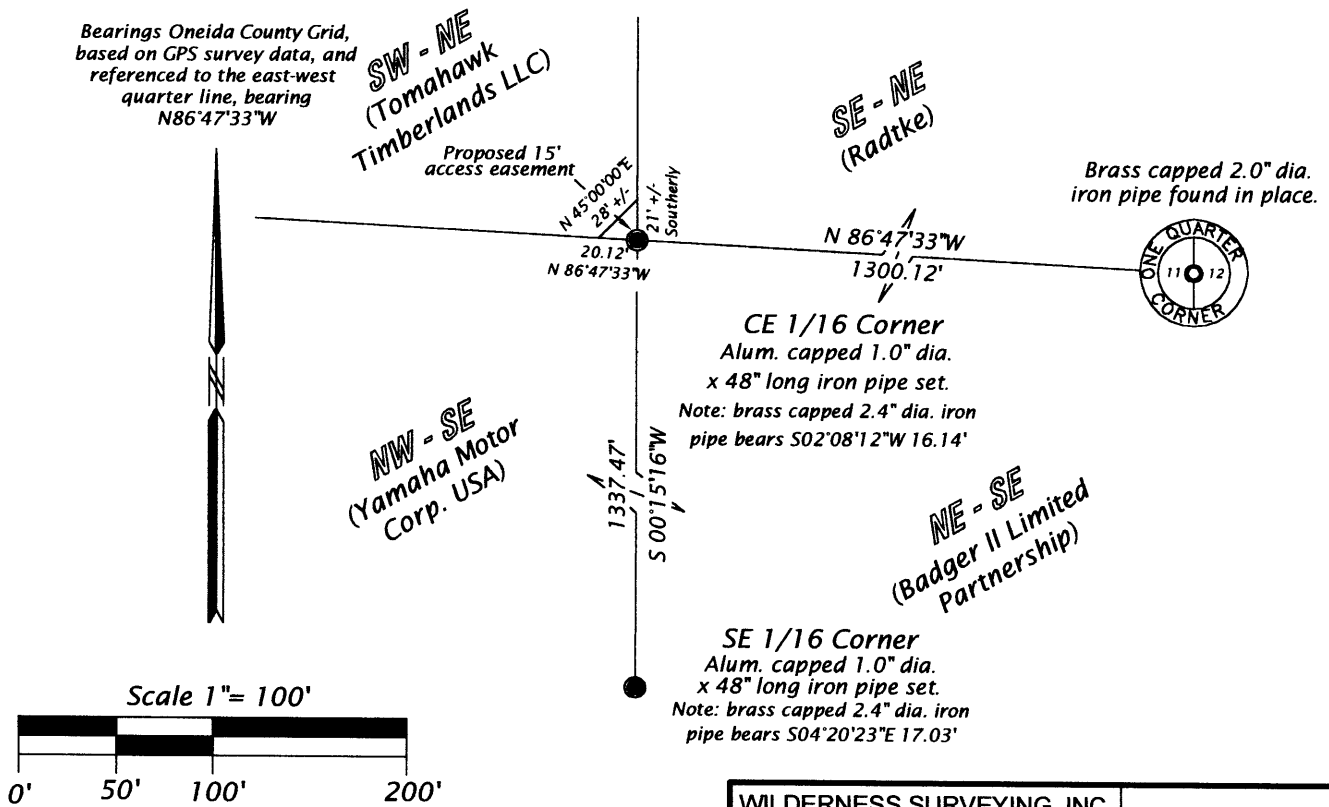 Bearings Oneida County Grid,
based on GPS survey data, and
referenced to the east-west
quarter line, bearing
N86°47'33"W
SW - NE
(Tomahawk
Timberlands LLC)
SE - NE
(Radtke)
Proposed 15'
access easement
N 45°00'00"E
28' +/-
21' +/-
Southerly
Brass capped 2.0" dia.
iron pipe found in place.
20.12'
N 86°47'33"W
N 86°47'33"W
1300.12'
ONE QUARTER
11 12
CORNER
CE 1/16 Corner
Alum. capped 1.0" dia.
x 48" long iron pipe set.
Note: brass capped 2.4" dia. iron
pipe bears S02°08'12"W 16.14'
NW - SE
(Yamaha Motor
Corp. USA)
1337.47'
S 00°15'16"W
NE - SE
(Badger II Limited
Partnership)
SE 1/16 Corner
Alum. capped 1.0" dia.
x 48" long iron pipe set.
Note: brass capped 2.4" dia. iron
pipe bears S04°20'23"E 17.03'
Scale 1"= 100'
0' 50' 100' 200'
WILDERNESS SURVEYING, INC.